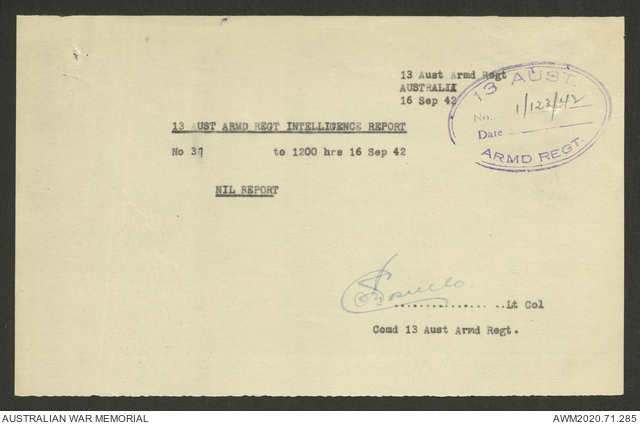 13 Aust Armd Regt
AUSTRALIA
16 Sep 42
13 AUST
No. 1/123/42
Date
ARMD REGT.
13 AUST ARMD REGT INTELLIGENCE REPORT
No 37 to 1200 hrs 16 Sep 42
NIL REPORT
Lt Col
Comd 13 Aust Armd Regt.
AUSTRALIAN WAR MEMORIAL
AWM2020.71.285